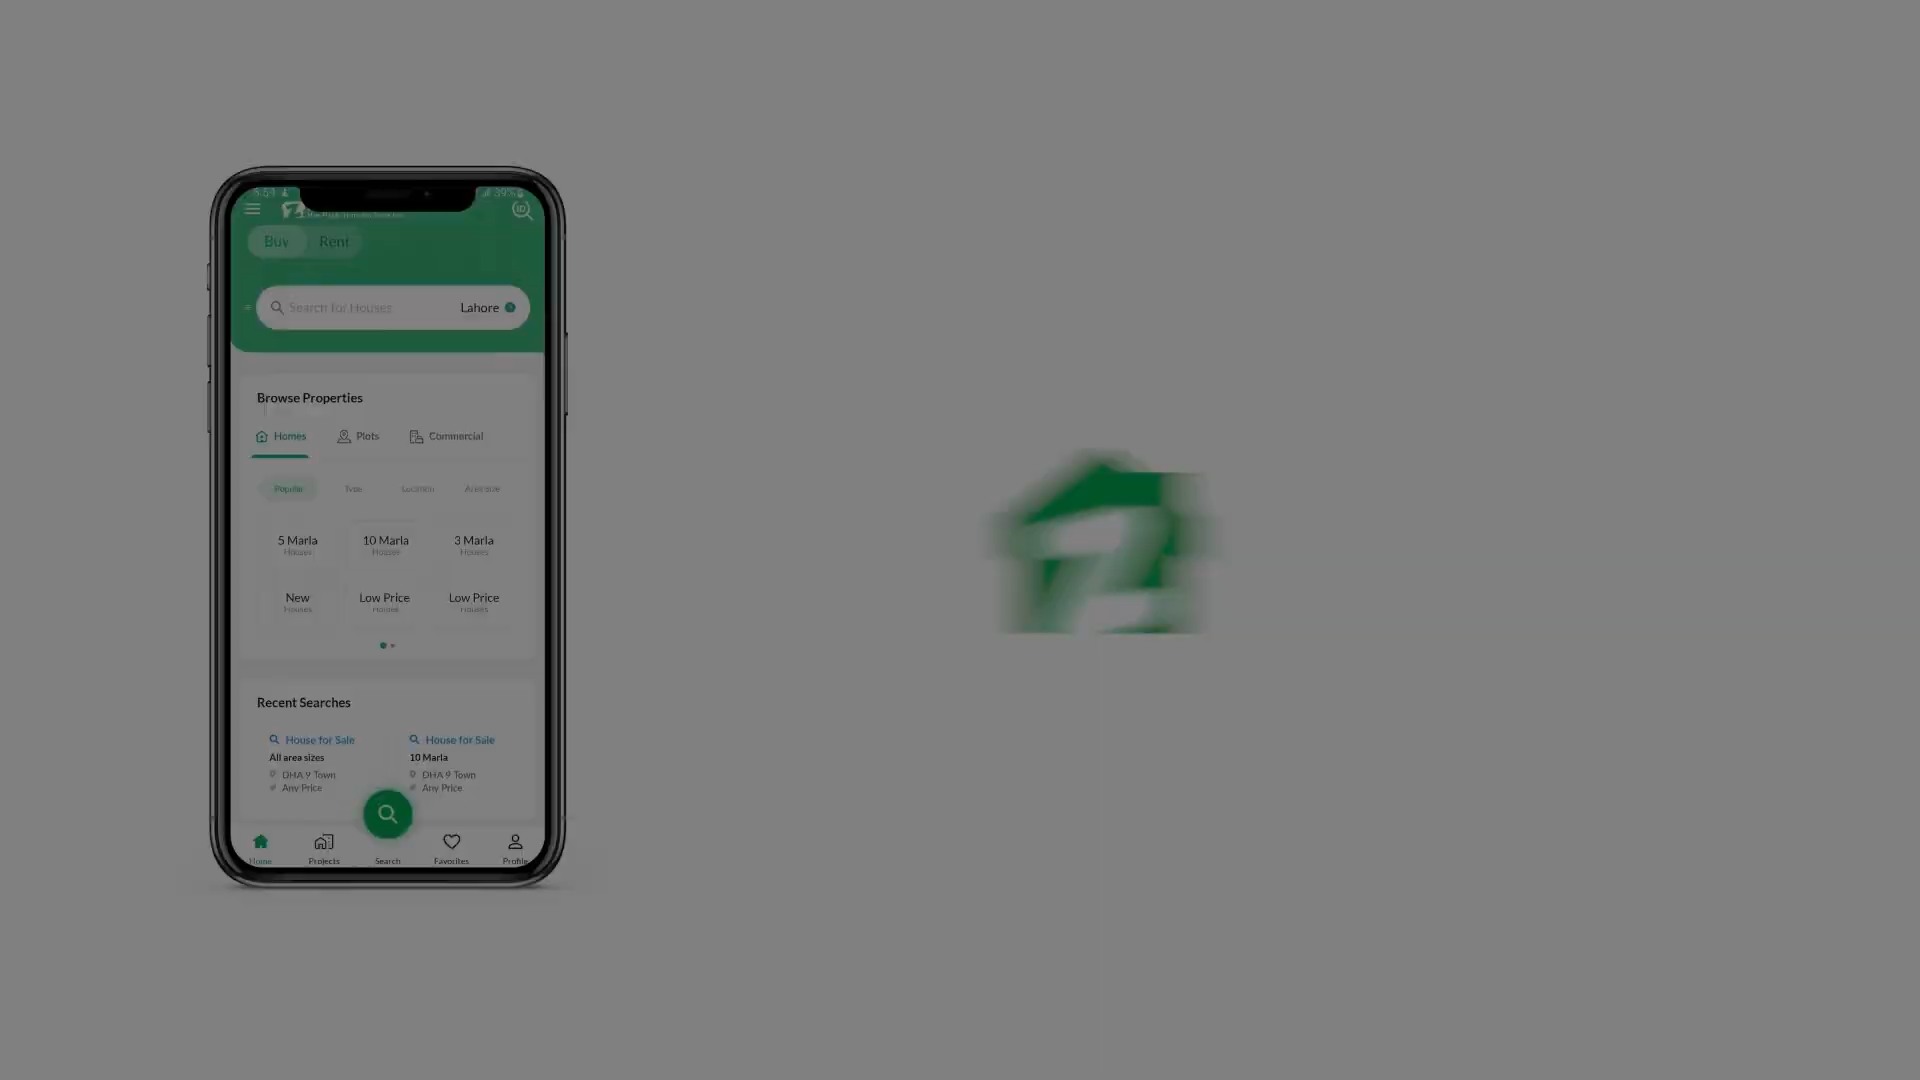 Buy Rent
Search for Houses Lahore
Browse Properties
Homes Plots Commercial
Popular Type Location Area Size
5 Marla 10 Marla 3 Marla
Houses Houses Houses
New Low Price Low Price
Houses Houses Houses
Recent Searches
House for Sale House for Sale
All area sizes 10 Marla
DHA 9 Town DHA 9 Town
Any Price Any Price
Home Projects Search Favorites Profile